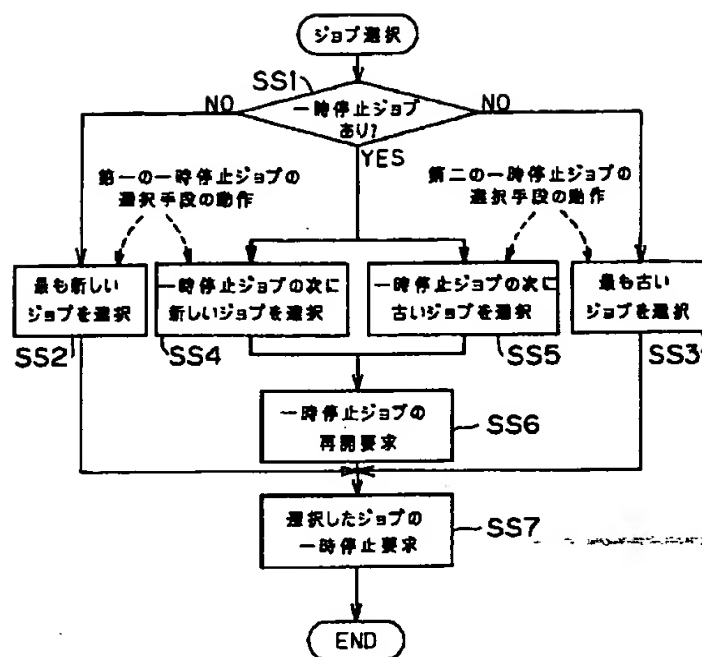 ジョブ選択
SS1
NO
一時停止ジョブ
あり?
NO
YES
第一の一時停止ジョブの
選択手段の動作
第二の一時停止ジョブの
選択手段の動作
最も新しい
ジョブを選択
一時停止ジョブの次に
新しいジョブを選択
一時停止ジョブの次に
古いジョブを選択
最も古い
ジョブを選択
SS2
SS4
SS5
SS3
一時停止ジョブの
再開要求
SS6
選択したジョブの
一時停止要求
SS7
END